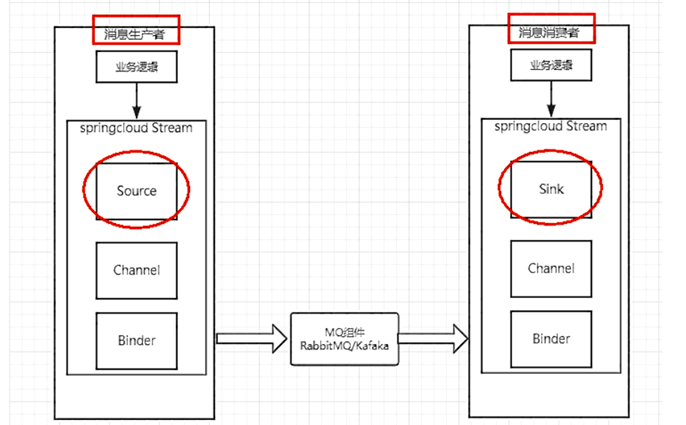 消息生产者
业务逻辑
springcloud Stream
Source
Channel
Binder
MQ组件
RabbitMQ/Kafaka
消息消费者
业务逻辑
springcloud Stream
Sink
Channel
Binder